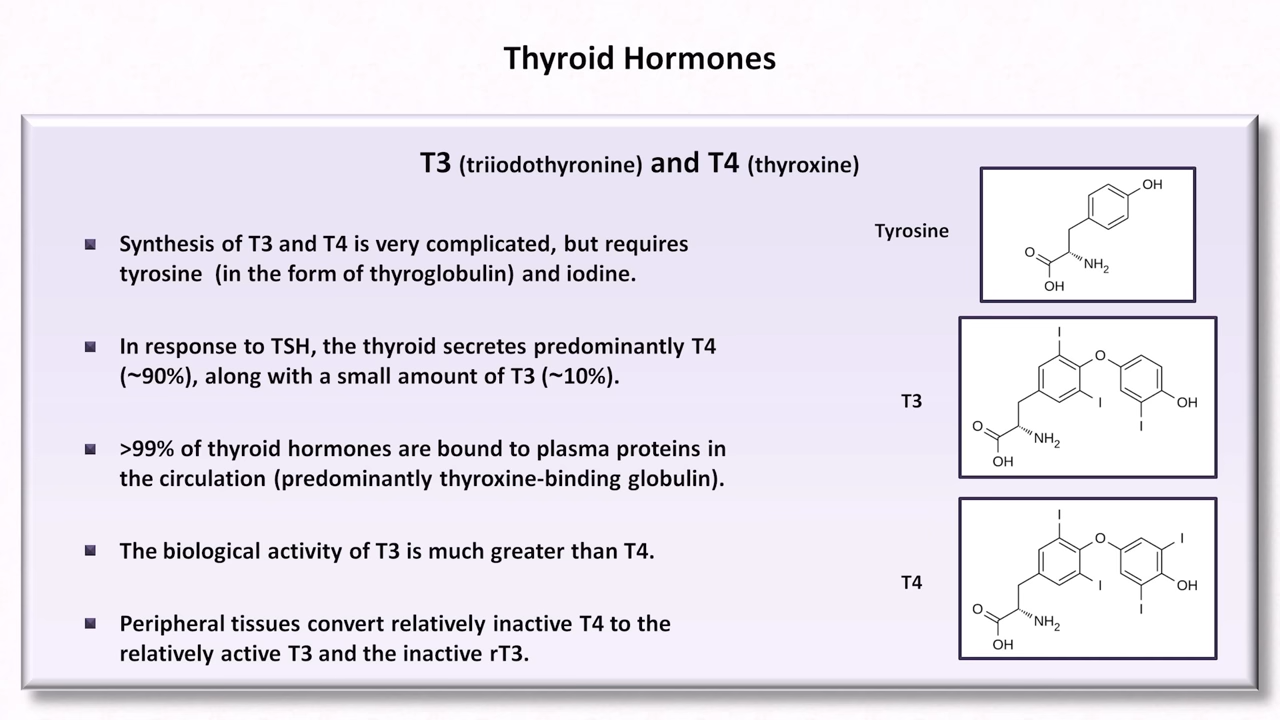 Thyroid Hormones
T3 (triiodothyronine) and T4 (thyroxine)
Synthesis of T3 and T4 is very complicated, but requires
tyrosine (in the form of thyroglobulin) and iodine.
In response to TSH, the thyroid secretes predominantly T4
(~90%), along with a small amount of T3 (~10%).
>99% of thyroid hormones are bound to plasma proteins in
the circulation (predominantly thyroxine-binding globulin).
The biological activity of T3 is much greater than T4.
Peripheral tissues convert relatively inactive T4 to the
relatively active T3 and the inactive rT3.
Tyrosine
OH
O
NH2
OH
T3
I
O
I
OH
I
O
NH2
OH
T4
I
O
I
I
OH
I
O
NH2
OH